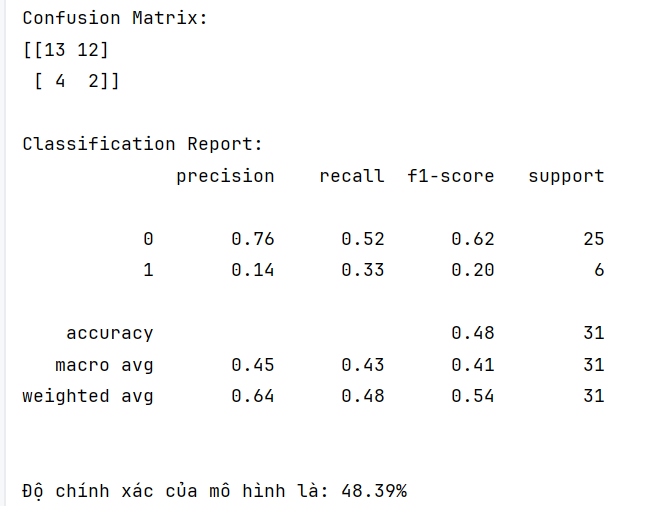 Confusion Matrix:
[[13 12]
 [ 4  2]]
Classification Report:
              precision    recall  f1-score   support
           0       0.76      0.52      0.62        25
           1       0.14      0.33      0.20         6
    accuracy                           0.48        31
   macro avg       0.45      0.43      0.41        31
weighted avg       0.64      0.48      0.54        31
Độ chính xác của mô hình là: 48.39%